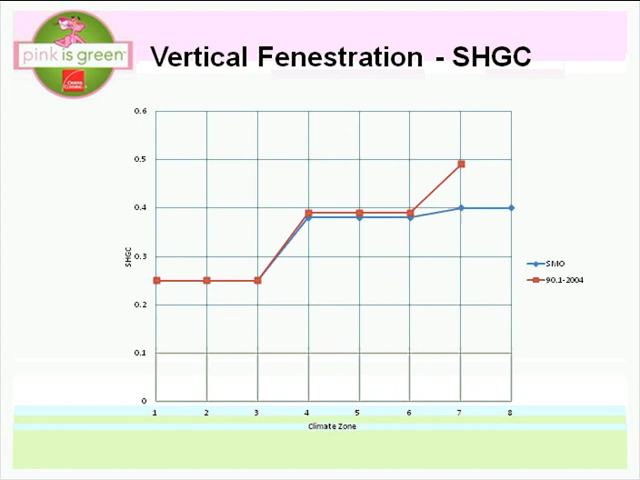 pink is green
Vertical Fenestration - SHGC
0.6
0.5
0.4
0.3
0.2
0.1
0
SHGC
1 2 3 4 5 6 7 8
Climate Zone
SMO
90.1-2004